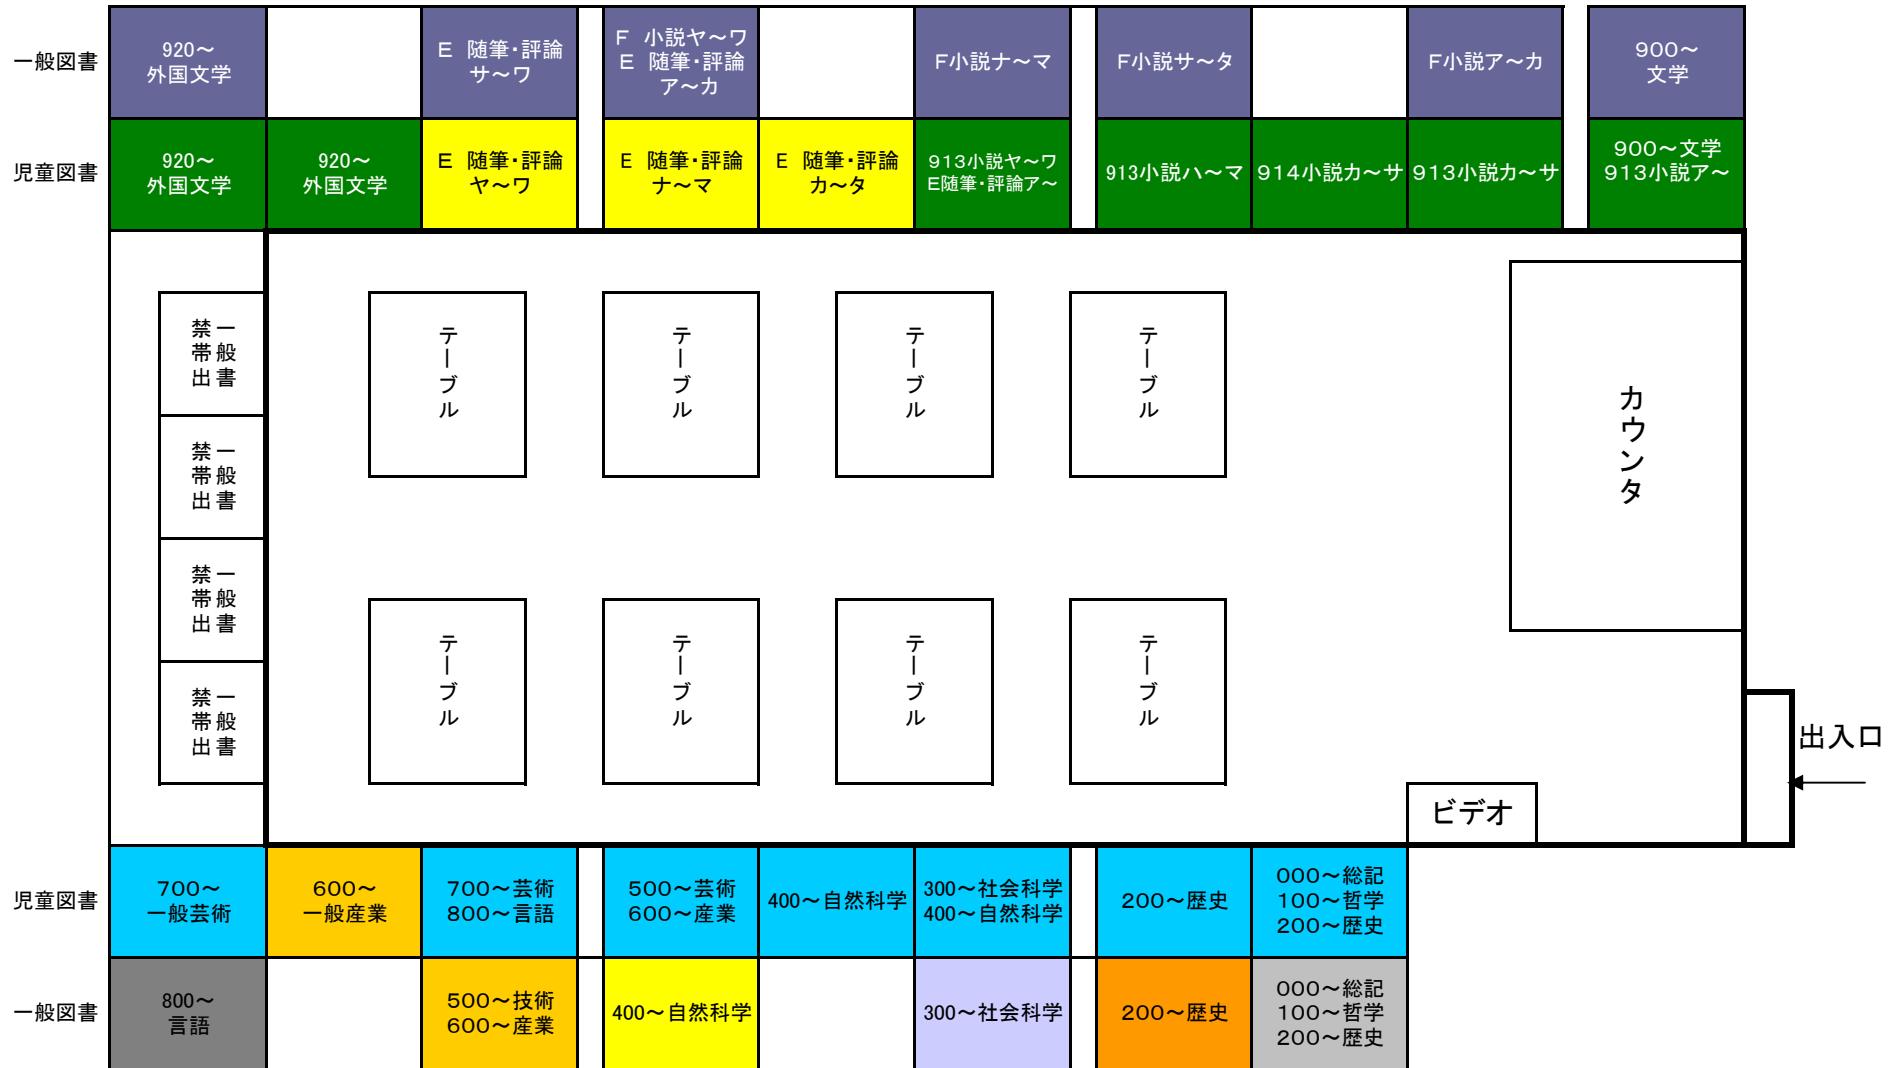 一般図書
920～
外国文学
E 随筆・評論
サ～ワ
F 小説ヤ～ワ
E 随筆・評論
ア～カ
F小説ナ～マ
F小説サ～タ
F小説ア～カ
900～
文学
児童図書
920～
外国文学
920～
外国文学
E 随筆・評論
ヤ～ワ
E 随筆・評論
ナ～マ
E 随筆・評論
カ～タ
913小説ヤ～ワ
E随筆・評論ア～
913小説ハ～マ
914小説カ～サ
913小説カ～サ
900～文学
913小説ア～
一般書
禁帯出
一般書
禁帯出
一般書
禁帯出
一般書
禁帯出
テーブル
テーブル
テーブル
テーブル
カウンタ
テーブル
テーブル
テーブル
テーブル
出入口
ビデオ
児童図書
700～
一般芸術
600～
一般産業
700～芸術
800～言語
500～芸術
600～産業
400～自然科学
300～社会科学
400～自然科学
200～歴史
000～総記
100～哲学
200～歴史
一般図書
800～
言語
500～技術
600～産業
400～自然科学
300～社会科学
200～歴史
000～総記
100～哲学
200～歴史